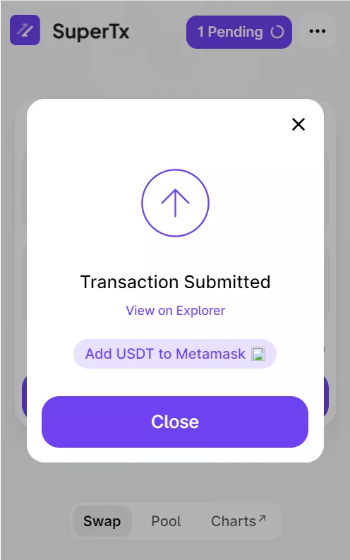 SuperTx
1 Pending
Transaction Submitted
View on Explorer
Add USDT to Metamask
Close
Swap Pool Charts↗